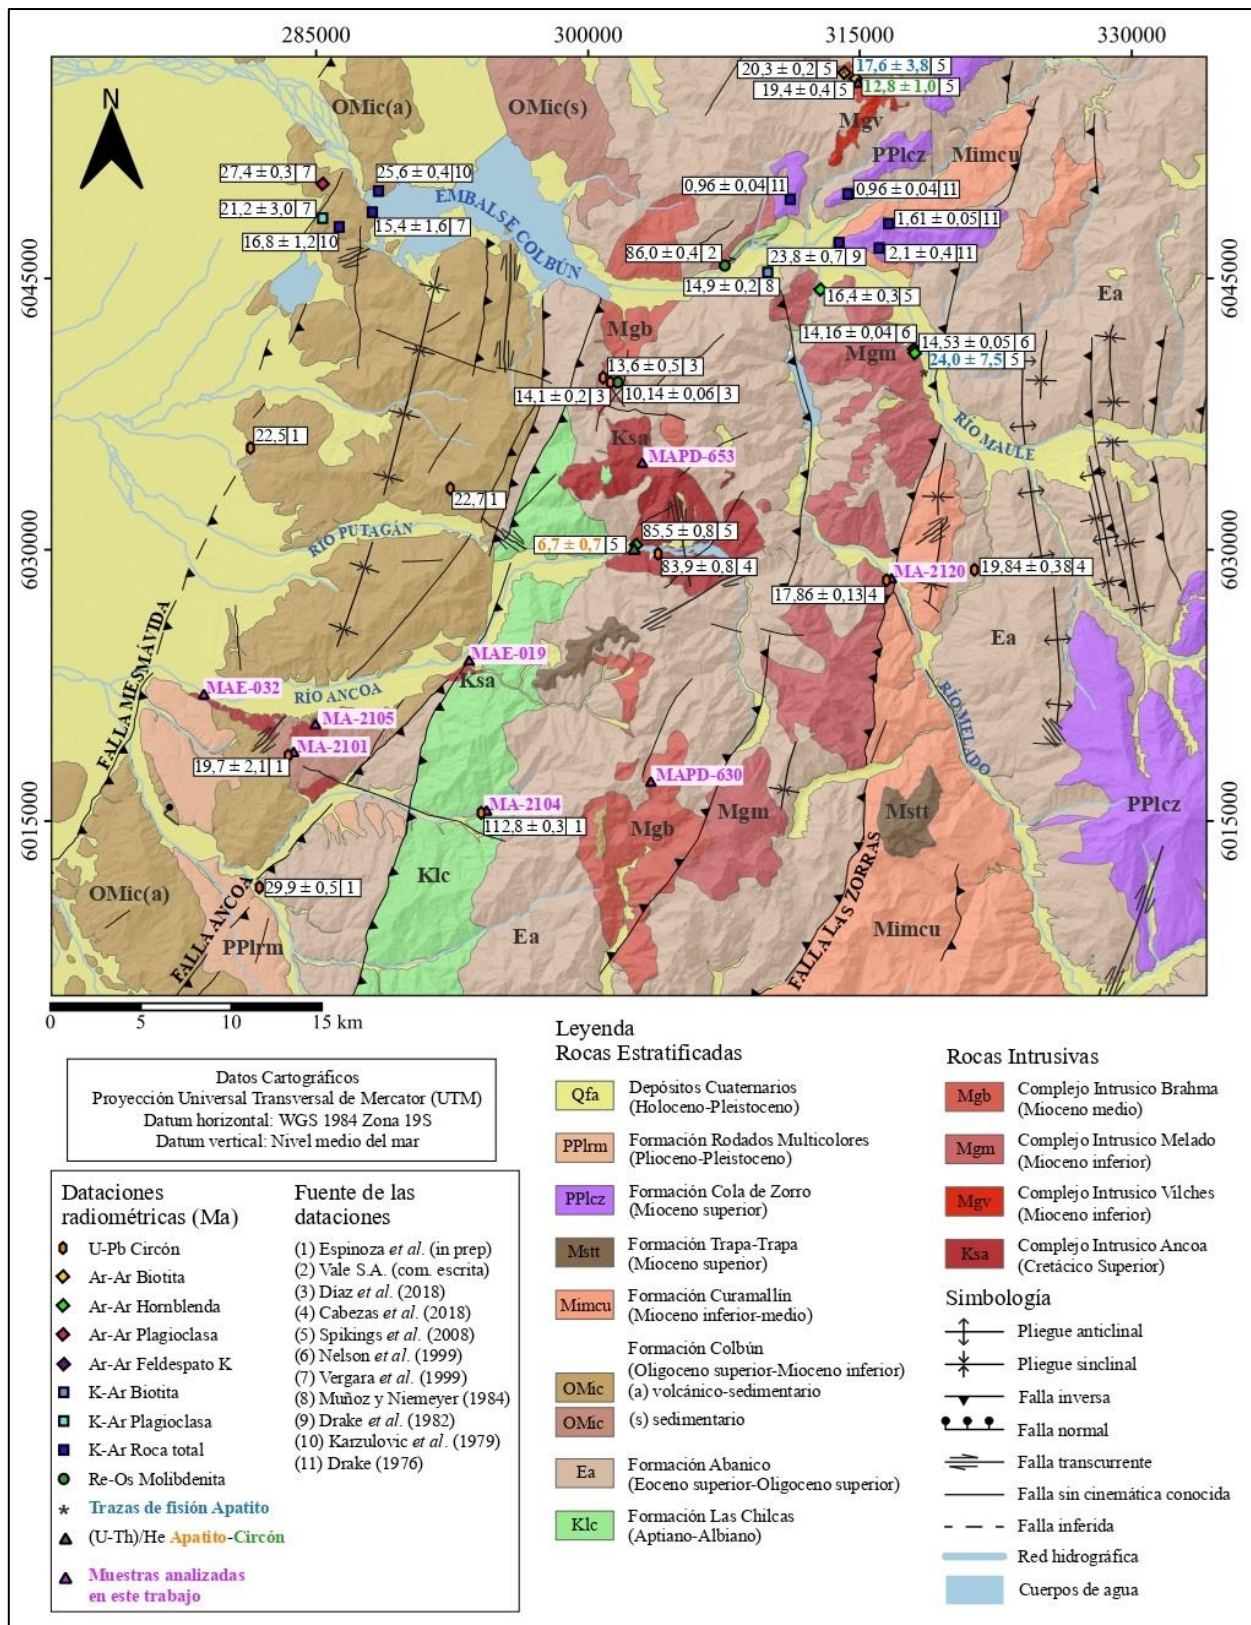 285000
300000
315000
330000
N
OMic(a)
OMic(s)
20,3 ± 0,2 5
17,6 ± 3,8 5
19,4 ± 0,4 5
12,8 ± 1,0 5
Mgv
PPlcz
Mimcu
27,4 ± 0,3 7
25,6 ± 0,4 10
0,96 ± 0,04 11
0,96 ± 0,04 11
21,2 ± 3,0 7
EMBALSE COLBÚN
15,4 ± 1,6 7
1,61 ± 0,05 11
16,8 ± 1,2 10
86,0 ± 0,4 2
23,8 ± 0,7 9
2,1 ± 0,4 11
6045000
14,9 ± 0,2 8
16,4 ± 0,3 5
Ea
6045000
Mgb
14,16 ± 0,04 6
14,53 ± 0,05 6
Mgm
24,0 ± 7,5 5
13,6 ± 0,5 3
14,1 ± 0,2 3
10,14 ± 0,06 3
22,5 1
Ksa
RÍO MAULE
MAPD-653
22,7 1
RÍO PUTAGÁN
85,5 ± 0,8 5
6,7 ± 0,7 5
6030000
83,9 ± 0,8 4
MA-2120
19,84 ± 0,38 4
6030000
17,86 ± 0,13 4
FALLA MESMÁVIDA
Ea
MAE-019
MAE-032
RÍO ANCOA
Ksa
RÍO MELADO
MA-2105
MA-2101
19,7 ± 2,1 1
MAPD-630
6015000
MA-2104
112,8 ± 0,3 1
Mgb
Mgm
Mstt
PPlcz
6015000
OMic(a)
29,9 ± 0,5 1
Klc
FALLA ANCOA
PPlrm
Ea
FALLA LAS ZORRAS
Mimcu
0
5
10
15 km
Datos Cartográficos
Proyección Universal Transversal de Mercator (UTM)
Datum horizontal: WGS 1984 Zona 19S
Datum vertical: Nivel medio del mar
Dataciones
radiométricas (Ma)
U-Pb Circón
Ar-Ar Biotita
Ar-Ar Hornblenda
Ar-Ar Plagioclasa
Ar-Ar Feldespato K
K-Ar Biotita
K-Ar Plagioclasa
K-Ar Roca total
Re-Os Molibdenita
Trazas de fisión Apatito
(U-Th)/He Apatito-Circón
Muestras analizadas
en este trabajo
Fuente de las
dataciones
(1) Espinoza et al. (in prep)
(2) Vale S.A. (com. escrita)
(3) Díaz et al. (2018)
(4) Cabezas et al. (2018)
(5) Spikings et al. (2008)
(6) Nelson et al. (1999)
(7) Vergara et al. (1999)
(8) Muñoz y Niemeyer (1984)
(9) Drake et al. (1982)
(10) Karzulovic et al. (1979)
(11) Drake (1976)
Leyenda
Rocas Estratificadas
Qfa
Depósitos Cuaternarios
(Holoceno-Pleistoceno)
PPlrm
Formación Rodados Multicolores
(Plioceno-Pleistoceno)
PPlcz
Formación Cola de Zorro
(Mioceno superior)
Mstt
Formación Trapa-Trapa
(Mioceno superior)
Mimcu
Formación Curamallín
(Mioceno inferior-medio)
Formación Colbún
(Oligoceno superior-Mioceno inferior)
OMic
(a) volcánico-sedimentario
OMic
(s) sedimentario
Ea
Formación Abanico
(Eoceno superior-Oligoceno superior)
Klc
Formación Las Chilcas
(Aptiano-Albiano)
Rocas Intrusivas
Mgb
Complejo Intrusico Brahma
(Mioceno medio)
Mgm
Complejo Intrusico Melado
(Mioceno inferior)
Mgv
Complejo Intrusico Vilches
(Mioceno inferior)
Ksa
Complejo Intrusico Ancoa
(Cretácico Superior)
Simbología
Pliegue anticlinal
Pliegue sinclinal
Falla inversa
Falla normal
Falla transcurrente
Falla sin cinemática conocida
Falla inferida
Red hidrográfica
Cuerpos de agua